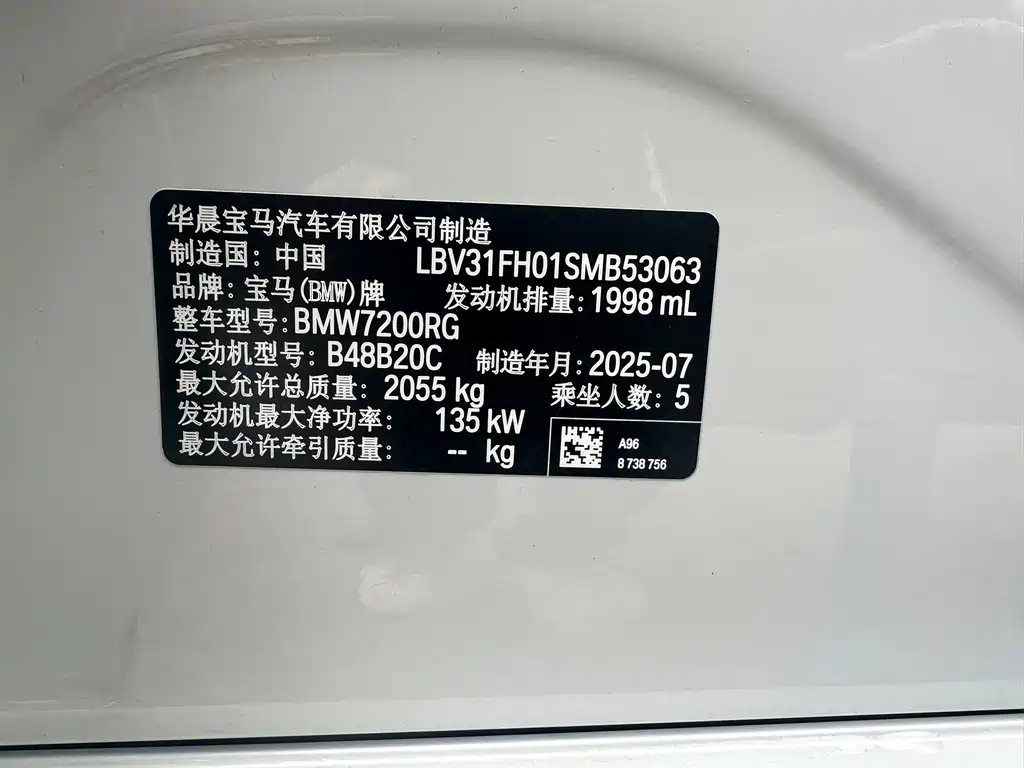 华晨宝马汽车有限公司制造
制造国：中国 LBV31FH01SMB53063
品牌：宝马(BMW)牌 发动机排量：1998 mL
整车型号：BMW7200RG
发动机型号：B48B20C 制造年月：2025-07
最大允许总质量：2055 kg 乘坐人数：5
发动机最大净功率：135 kW
最大允许牵引质量：-- kg
A96
8 738 756